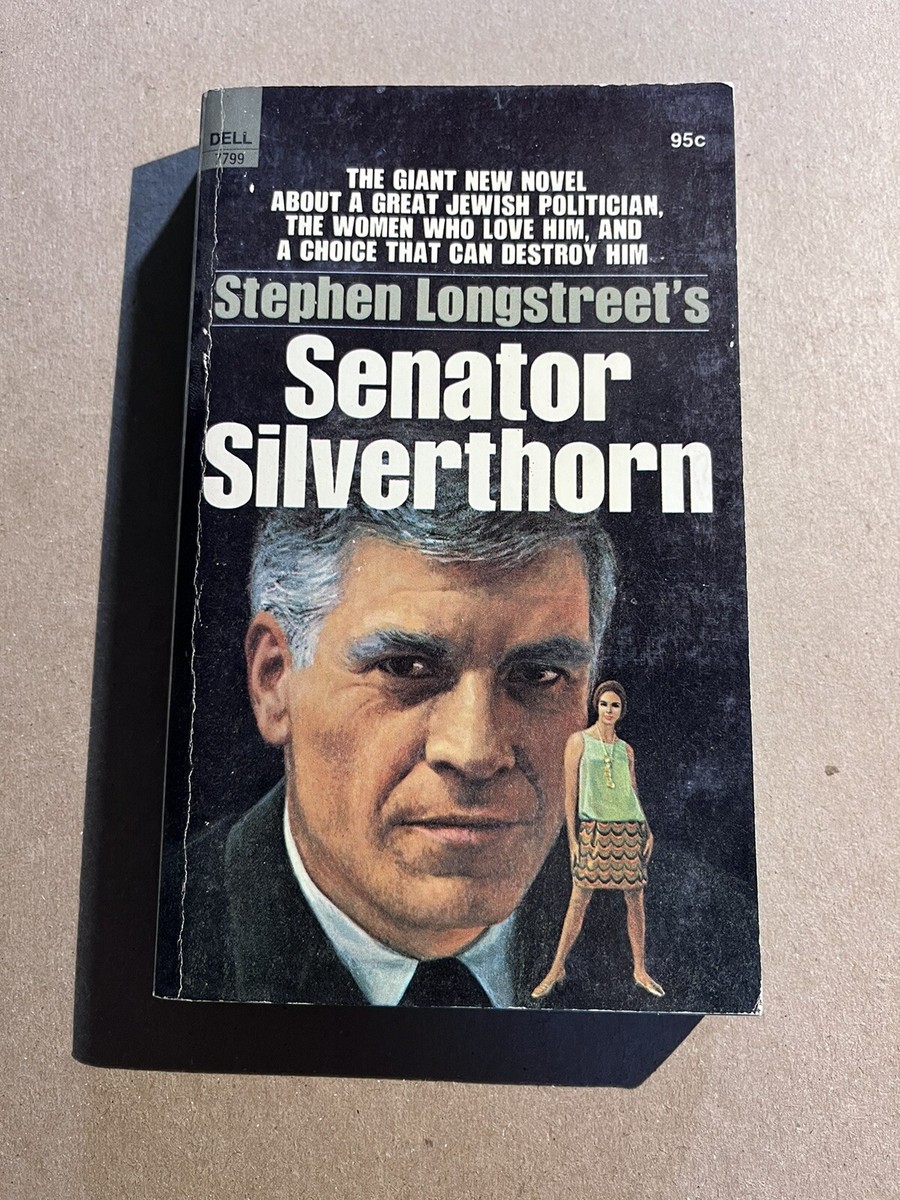 DELL
7799
95c
THE GIANT NEW NOVEL
ABOUT A GREAT JEWISH POLITICIAN,
THE WOMEN WHO LOVE HIM, AND
A CHOICE THAT CAN DESTROY HIM
Stephen Longstreet's
Senator
Silverthorn